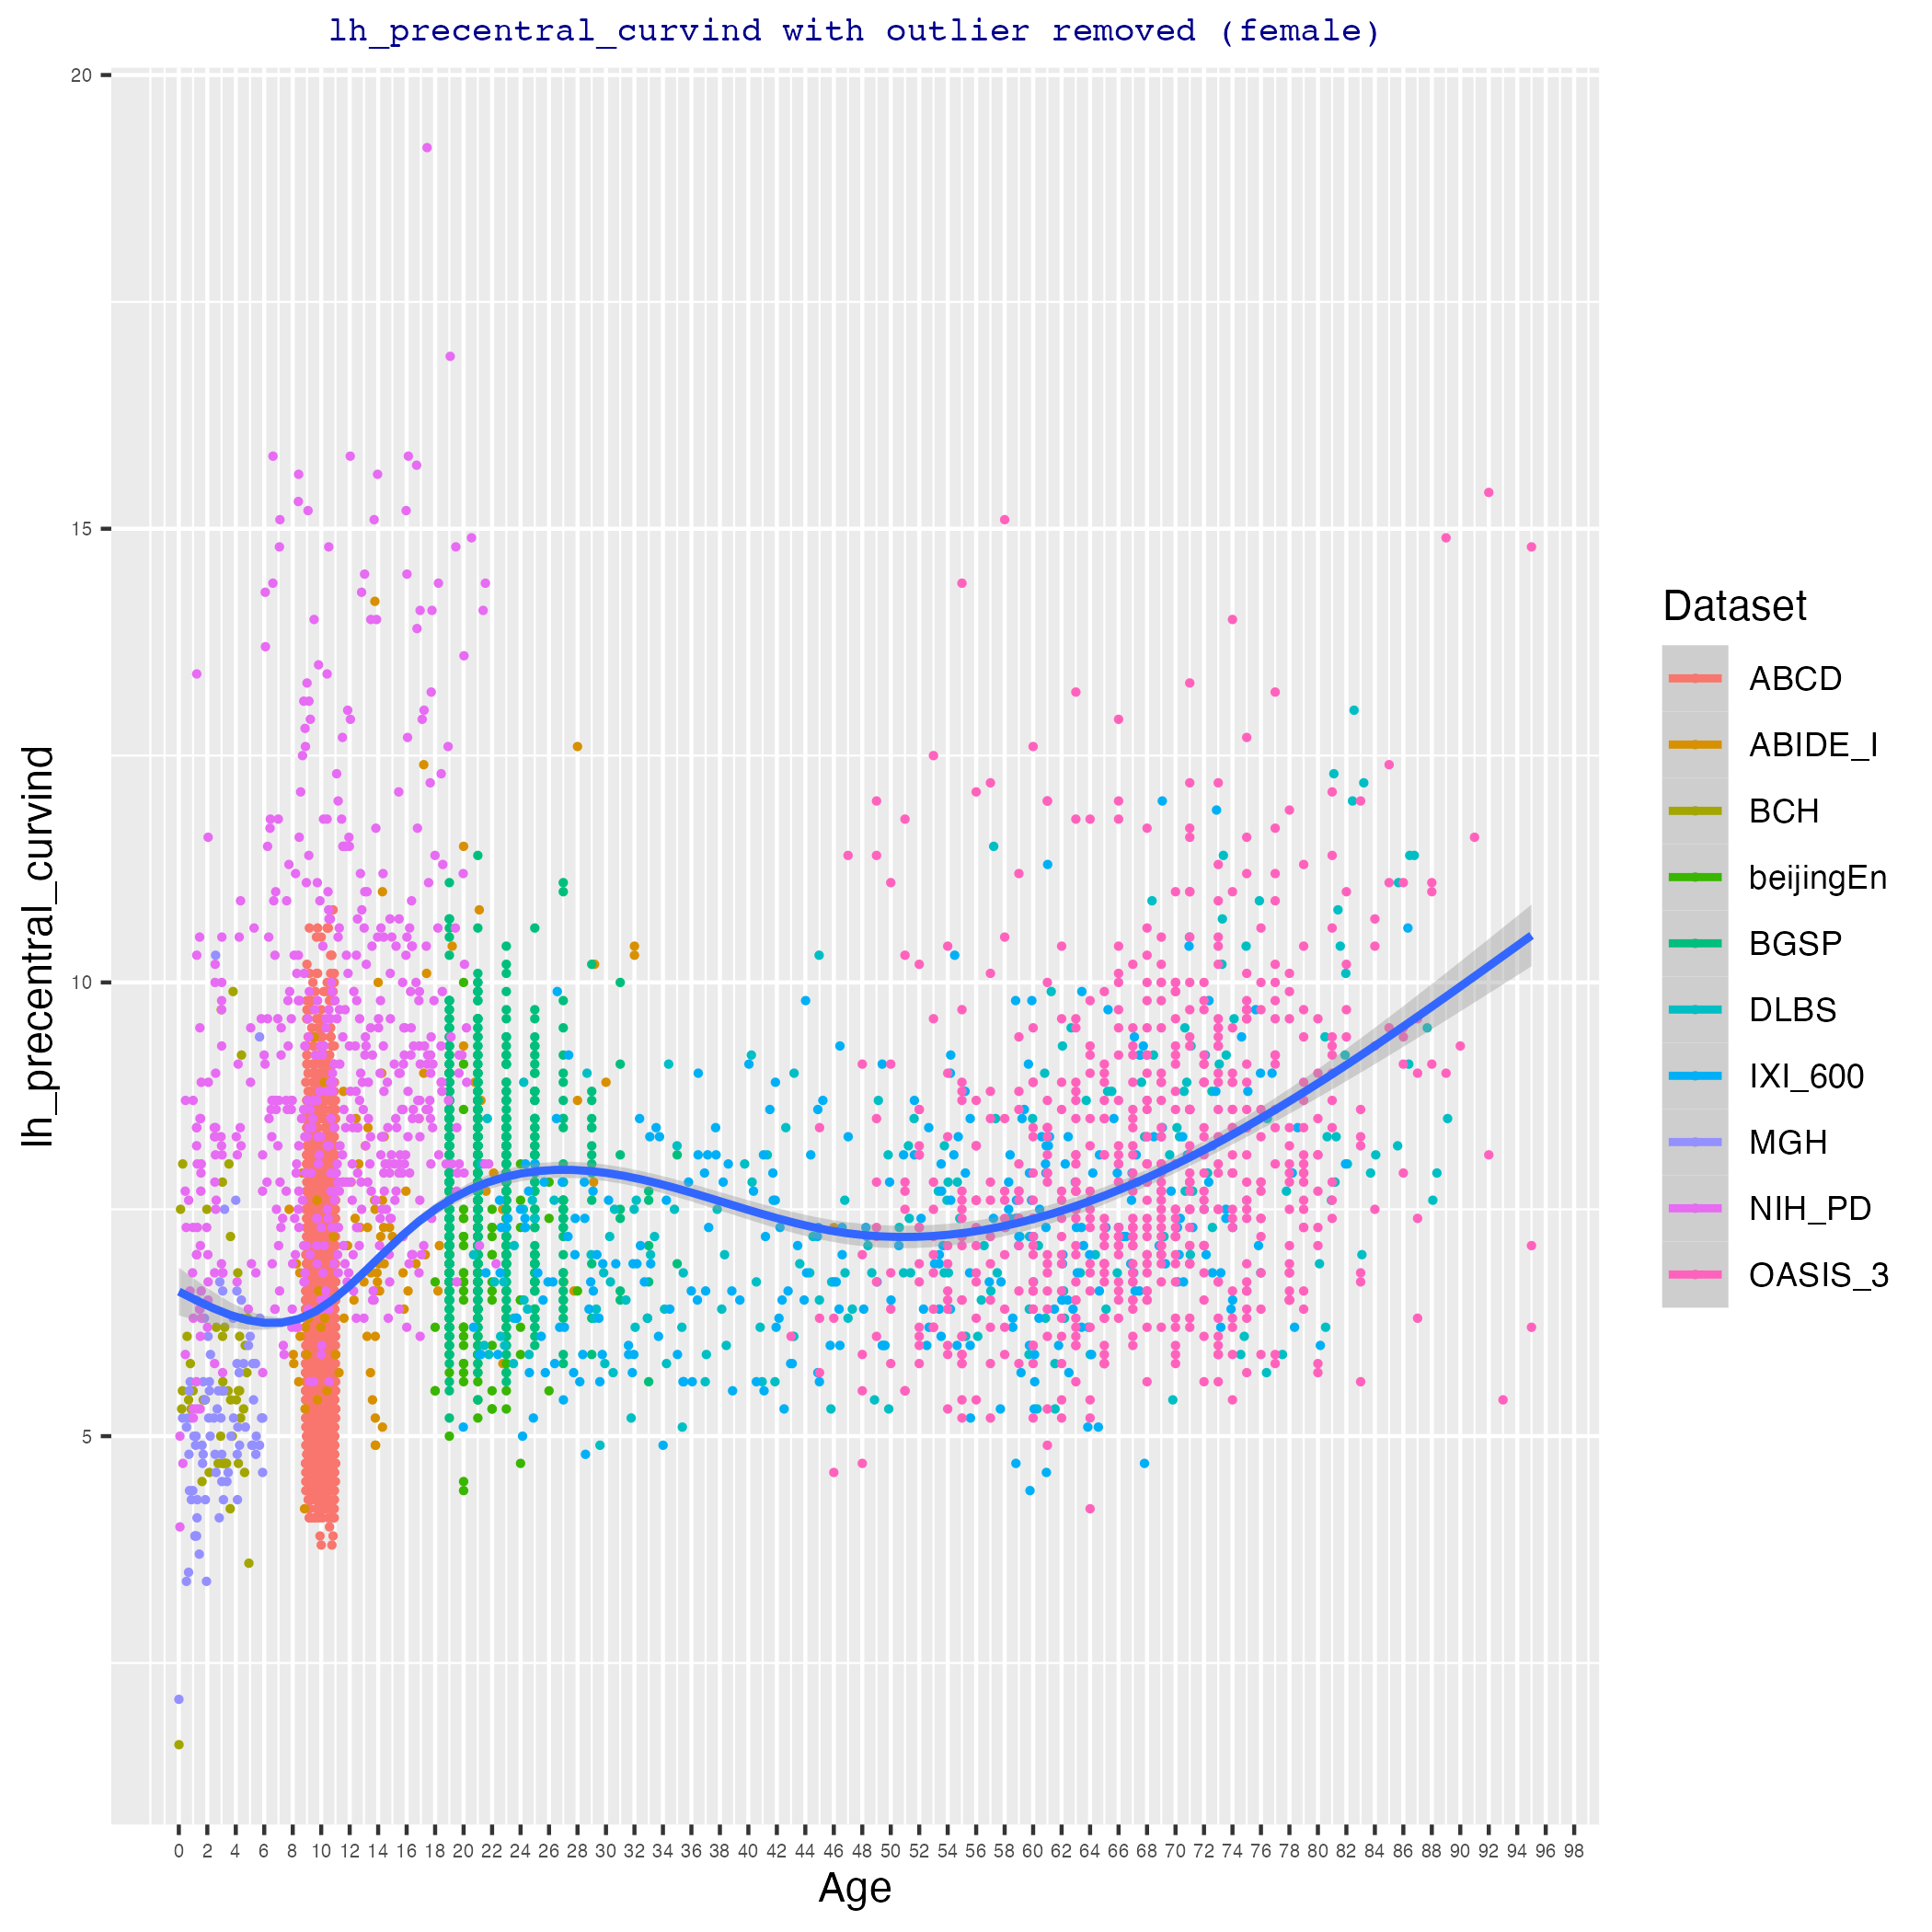 lh_precentral_curvind with outlier removed (female)
20
15
10
5
lh_precentral_curvind
0 2 4 6 8 10 12 14 16 18 20 22 24 26 28 30 32 34 36 38 40 42 44 46 48 50 52 54 56 58 60 62 64 66 68 70 72 74 76 78 80 82 84 86 88 90 92 94 96 98
Age
Dataset
ABCD
ABIDE_I
BCH
beijingEn
BGSP
DLBS
IXI_600
MGH
NIH_PD
OASIS_3